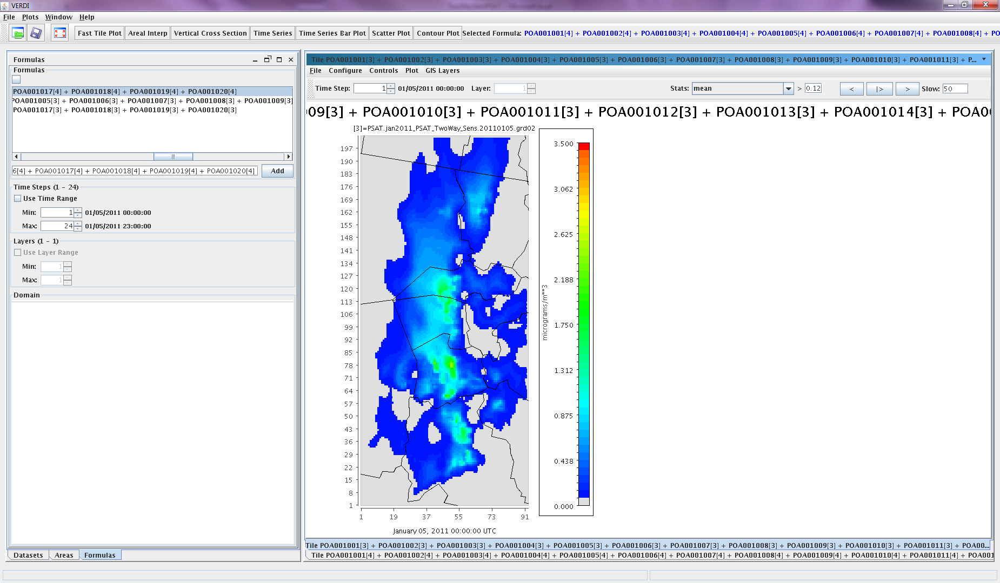 VERDI
File Plots Window Help
Fast Tile Plot Areal Interp Vertical Cross Section Time Series Time Series Bar Plot Scatter Plot Contour Plot Selected Formula: POA001001[4] + POA001002[4] + POA001003[4] + POA001004[4] + POA001005[4] + POA001006[4] + POA001007[4] + POA001008[4] + PO
Formulas
Formulas
POA001017[4] + POA001018[4] + POA001019[4] + POA001020[4]
POA001005[3] + POA001006[3] + POA001007[3] + POA001008[3] + POA001009[3]
POA001017[3] + POA001018[3] + POA001019[3] + POA001020[3]
6[4] + POA001017[4] + POA001018[4] + POA001019[4] + POA001020[4] Add
Time Steps (1 - 24)
Use Time Range
Min: 1 01/05/2011 00:00:00
Max: 24 01/05/2011 23:00:00
Layers (1 - 1)
Use Layer Range
Min: 1
Max: 1
Domain
Datasets Areas Formulas
Tile POA001001[3] + POA001002[3] + POA001003[3] + POA001004[3] + POA001005[3] + POA001006[3] + POA001007[3] + POA001008[3] + POA001009[3] + POA001010[3] + POA001011[3] + P...
File Configure Controls Plot GIS Layers
Time Step: 1 01/05/2011 00:00:00 Layer: 1 Stats: mean > 0.12 < |> > Slow: 50
09[3] + POA001010[3] + POA001011[3] + POA001012[3] + POA001013[3] + POA001014[3] + POA00
[3]=PSAT.jan2011_PSAT_TwoWay_Sens.20110105.grd02
197
190
183
176
169
162
155
148
141
134
127
120
113
106
99
92
85
78
71
64
57
50
43
36
29
22
15
8
1
1 19 37 55 73 91
January 05, 2011 00:00:00 UTC
3.500
3.062
2.625
2.188
1.750
1.312
0.875
0.438
0.000
micrograms/m**3
Tile POA001001[3] + POA001002[3] + POA001003[3] + POA001004[3] + POA001005[3] + POA001006[3] + POA001007[3] + POA001008[3] + POA001009[3] + POA001010[3] + POA001011[3] + POA00...
Tile POA001001[4] + POA001002[4] + POA001003[4] + POA001004[4] + POA001005[4] + POA001006[4] + POA001007[4] + POA001008[4] + POA001009[4] + POA001010[4] + POA001011[4] + POA001